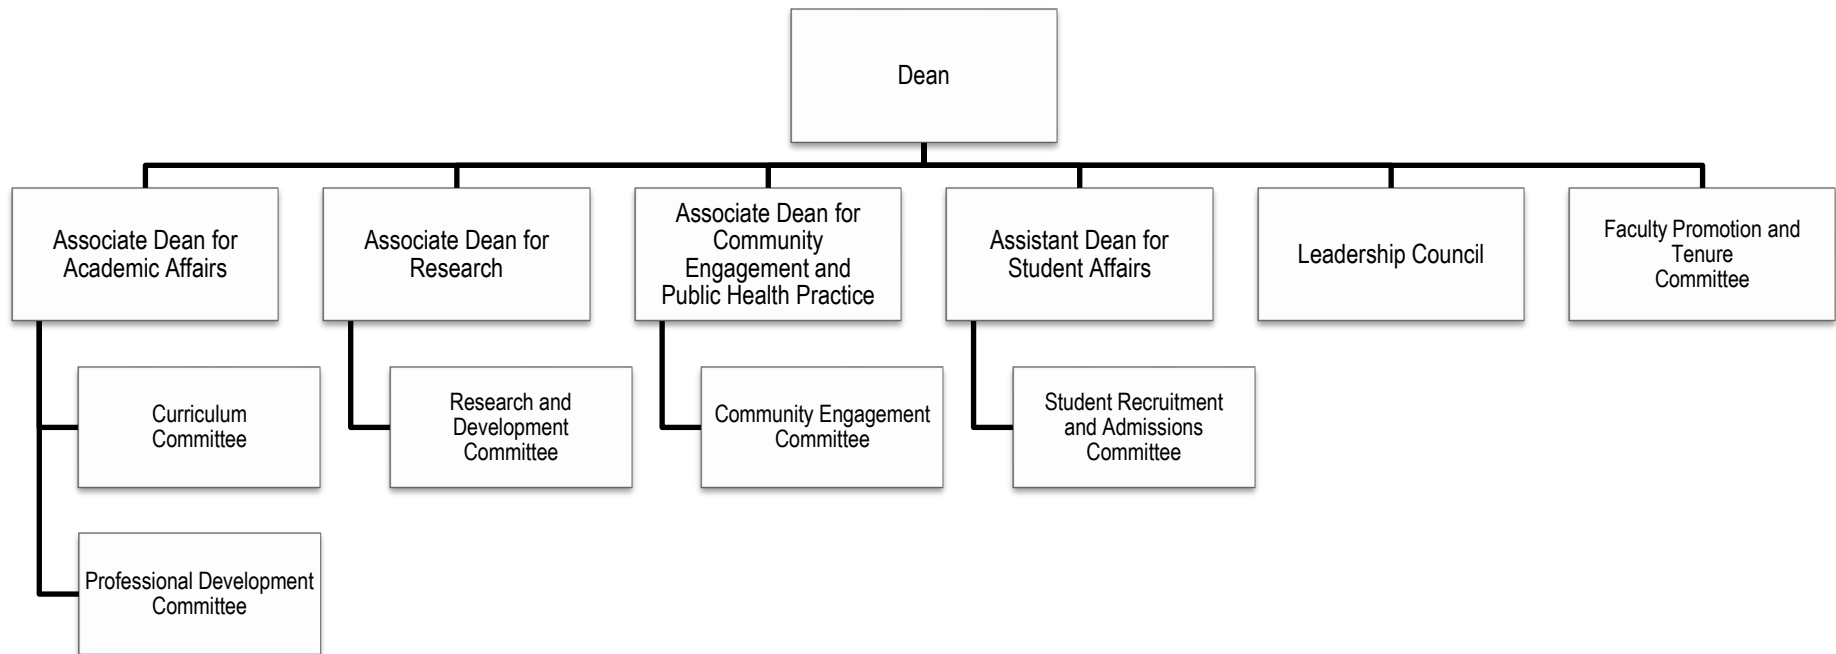 Dean
Associate Dean for
Academic Affairs
Associate Dean for
Research
Associate Dean for
Community
Engagement and
Public Health Practice
Assistant Dean for
Student Affairs
Leadership Council
Faculty Promotion and
Tenure
Committee
Curriculum
Committee
Research and
Development
Committee
Community Engagement
Committee
Student Recruitment
and Admissions
Committee
Professional Development
Committee